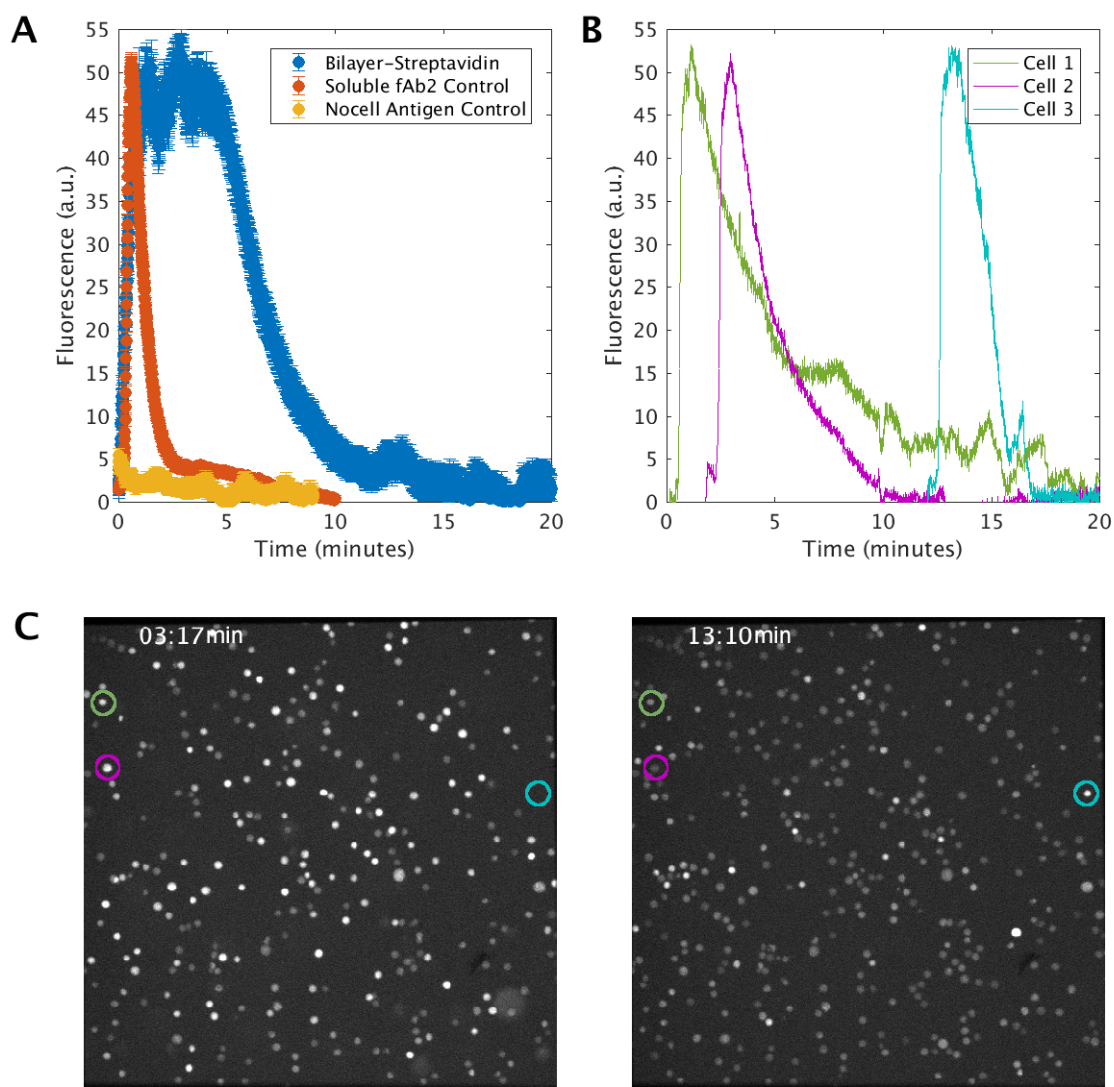 A
55
50
45
40
35
30
25
20
15
10
5
0
Fluorescence (a.u.)
Bilayer-Streptavidin
Soluble fAb2 Control
Nocell Antigen Control
0 5 10 15 20
Time (minutes)
B
55
50
45
40
35
30
25
20
15
10
5
0
Fluorescence (a.u.)
Cell 1
Cell 2
Cell 3
0 5 10 15 20
Time (minutes)
C
03:17min
13:10min